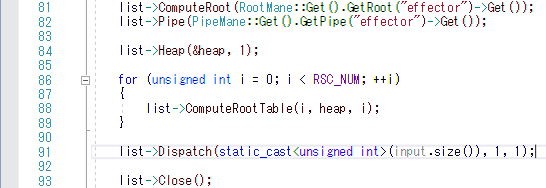 81 list->ComputeRoot(RootMane::Get().GetRoot("effector")->Get());
82 list->Pipe(PipeMane::Get().GetPipe("effector")->Get());
83
84 list->Heap(&heap, 1);
85
86 for (unsigned int i = 0; i < RSC_NUM; ++i)
87 {
88 list->ComputeRootTable(i, heap, i);
89 }
90
91 list->Dispatch(static_cast<unsigned int>(input.size()), 1, 1);
92
93 list->Close();